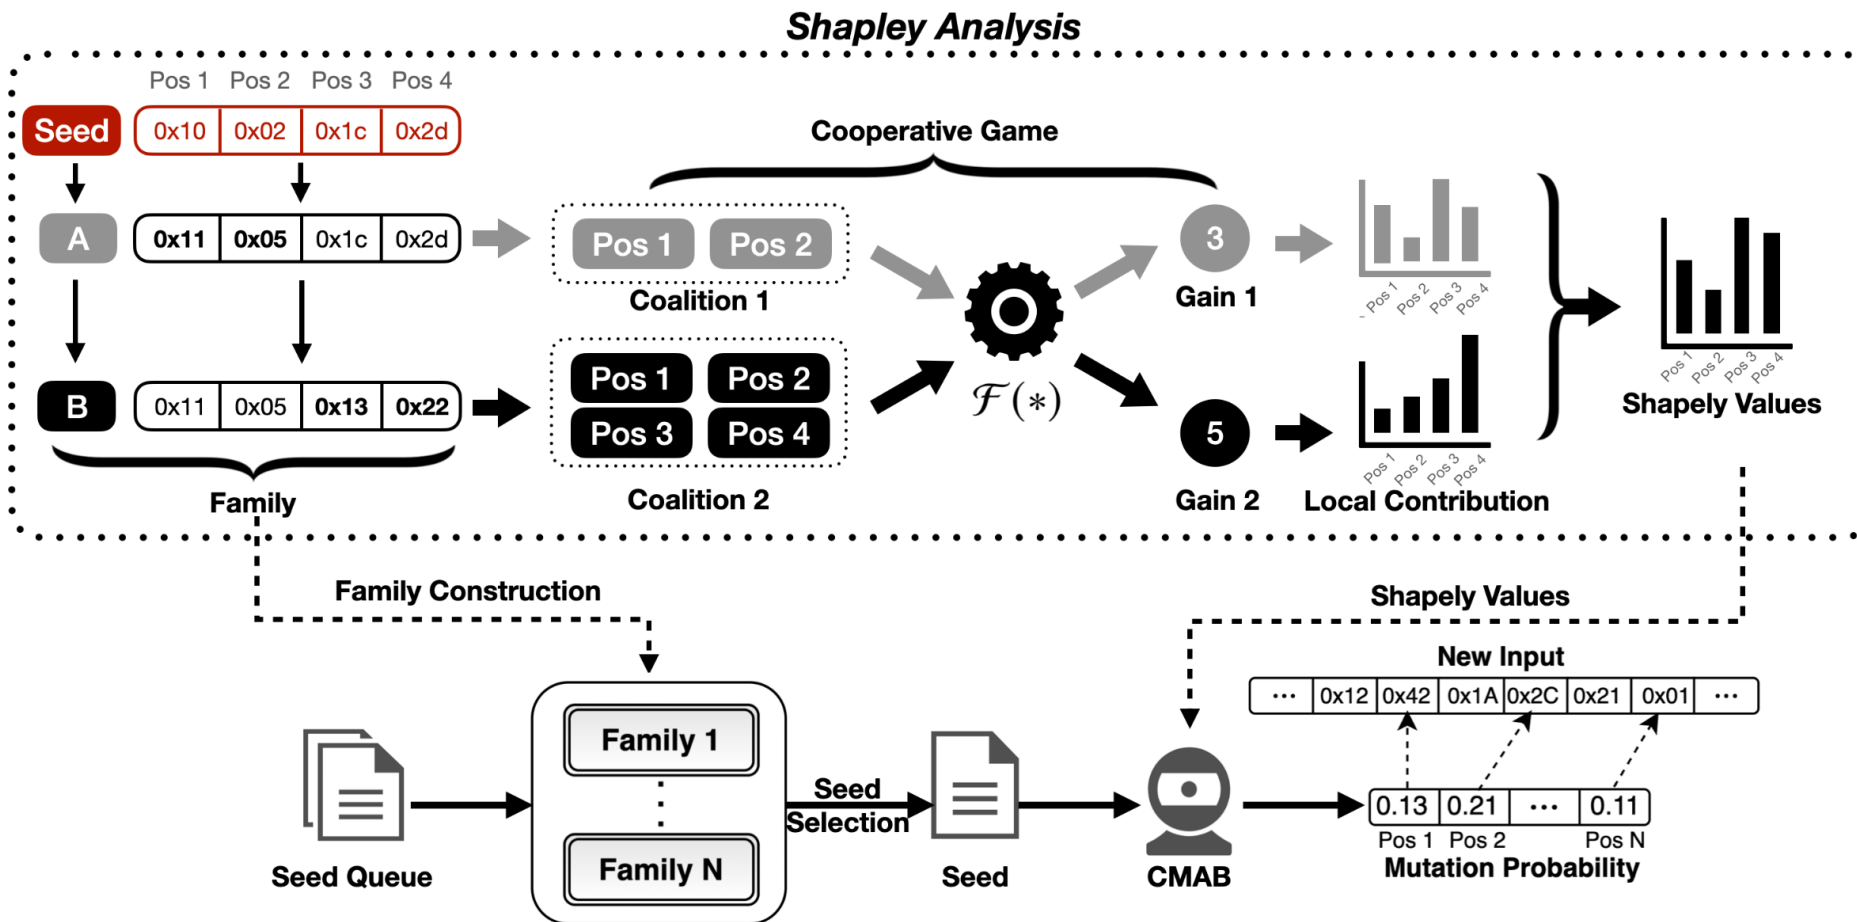 Shapley Analysis
Pos 1 Pos 2 Pos 3 Pos 4
Seed 0x10 0x02 0x1c 0x2d
Cooperative Game
A 0x11 0x05 0x1c 0x2d
Pos 1 Pos 2
Coalition 1
3
Gain 1
Pos 1 Pos 2 Pos 3 Pos 4
B 0x11 0x05 0x13 0x22
Pos 1 Pos 2
Pos 3 Pos 4
Coalition 2
ℱ(∗)
5
Gain 2
Pos 1 Pos 2 Pos 3 Pos 4
Local Contribution
Pos 1 Pos 2 Pos 3 Pos 4
Shapely Values
Family
Family Construction
Shapely Values
New Input
··· 0x12 0x42 0x1A 0x2C 0x21 0x01 ···
Seed Queue
Family 1
⋮
Family N
Seed
Selection
Seed
CMAB
0.13 0.21 ··· 0.11
Pos 1 Pos 2 Pos N
Mutation Probability